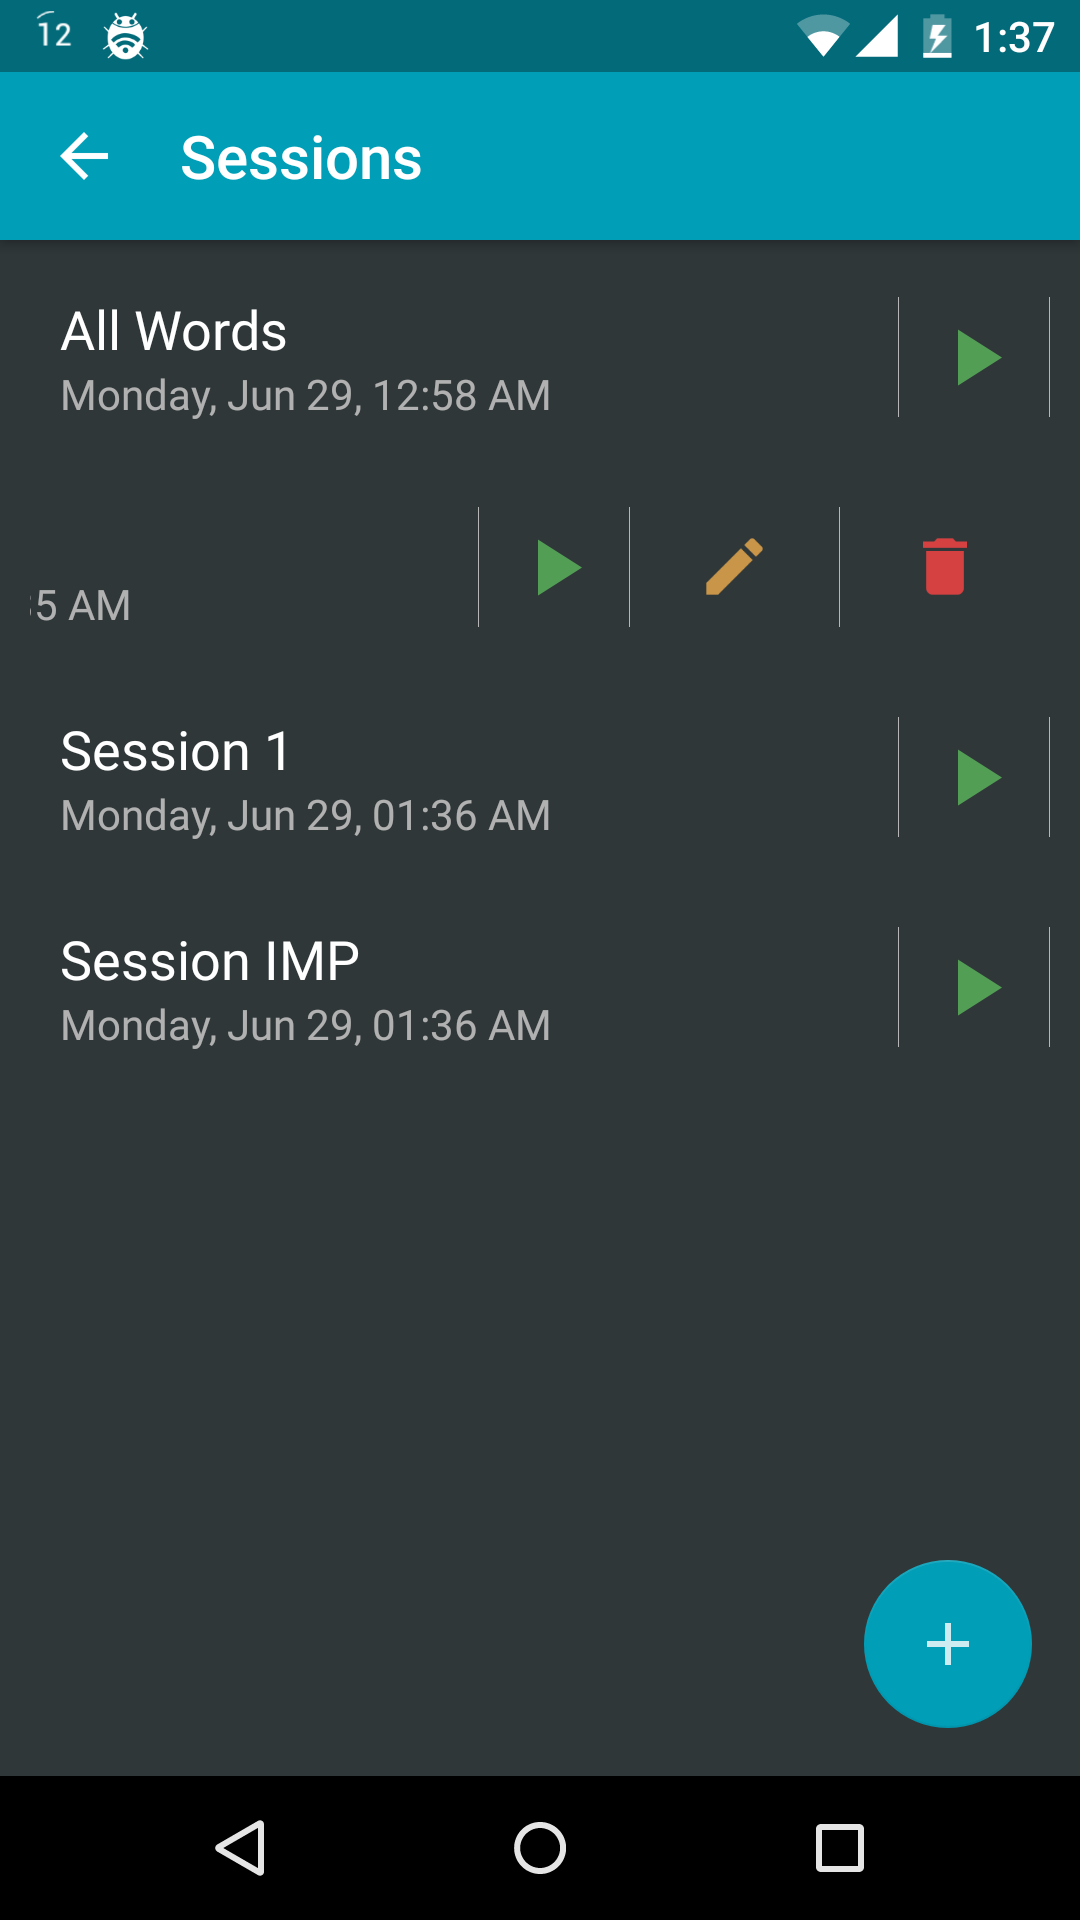 12
1:37
Sessions
All Words
Monday, Jun 29, 12:58 AM
5 AM
Session 1
Monday, Jun 29, 01:36 AM
Session IMP
Monday, Jun 29, 01:36 AM